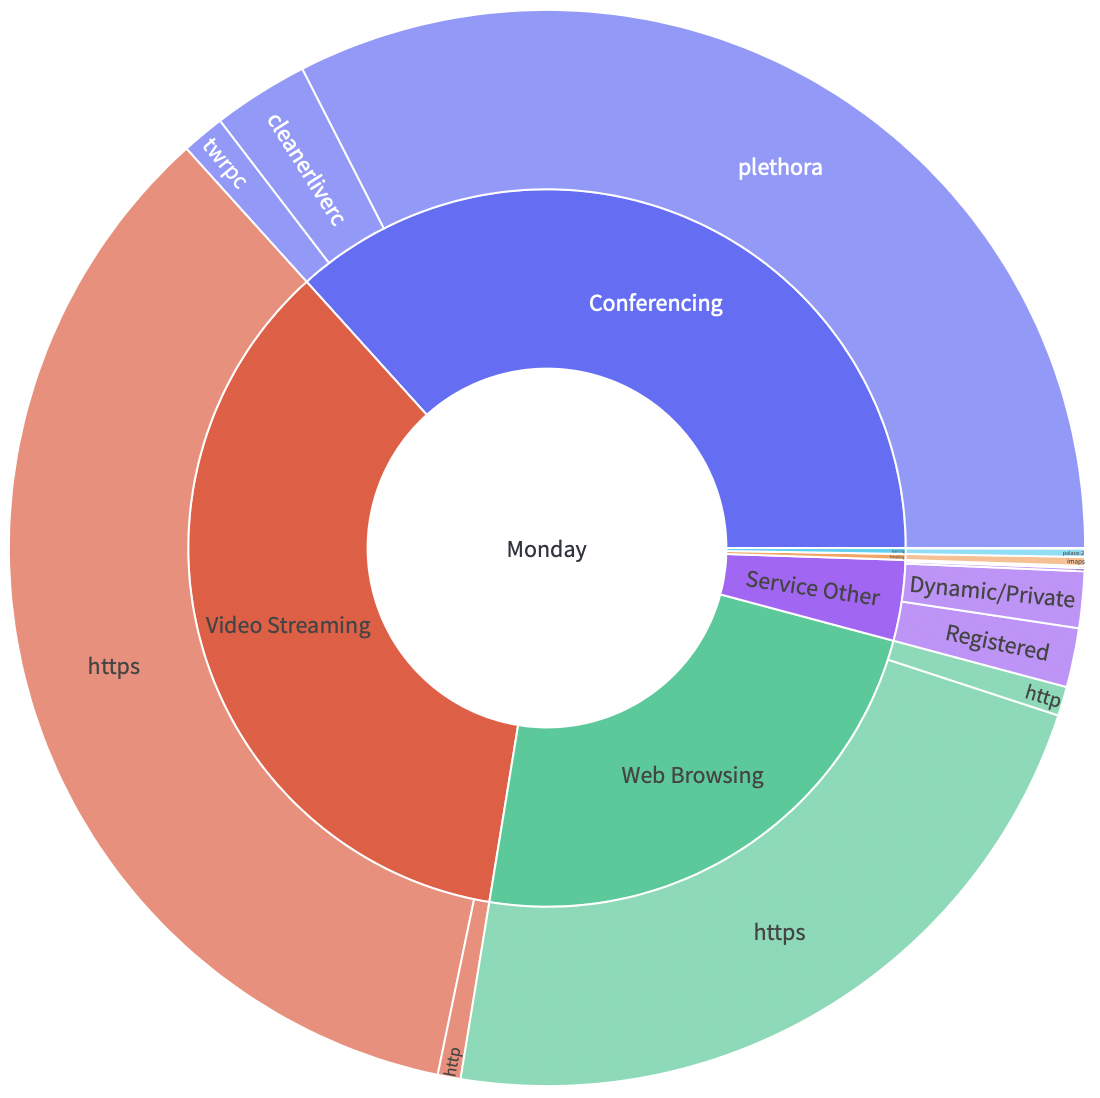 twrpc
cleanerliverc
plethora
Conferencing
Monday
palace-2
imaps
Service Other
Dynamic/Private
Registered
http
Video Streaming
https
Web Browsing
https
http